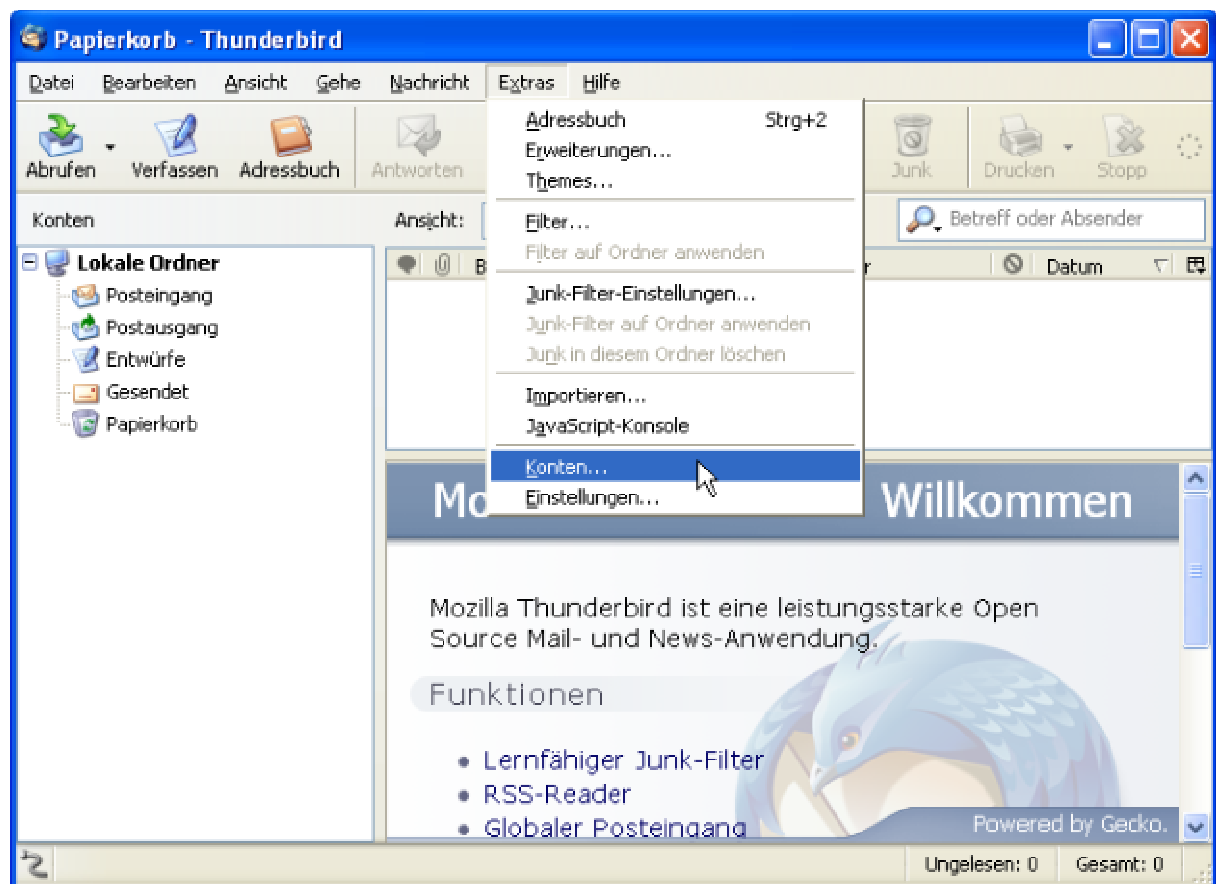 Papierkorb - Thunderbird
Datei Bearbeiten Ansicht Gehe Nachricht Extras Hilfe
Abrufen Verfassen Adressbuch Antworten Junk Drucken Stopp
Adressbuch Strg+2
Erweiterungen...
Themes...
Filter...
Filter auf Ordner anwenden
Junk-Filter-Einstellungen...
Junk-Filter auf Ordner anwenden
Junk in diesem Ordner löschen
Importieren...
JavaScript-Konsole
Konten...
Einstellungen...
Konten
Ansicht:
Betreff oder Absender
Lokale Ordner
Posteingang
Postausgang
Entwürfe
Gesendet
Papierkorb
Datum
Willkommen
Mozilla Thunderbird ist eine leistungsstarke Open
Source Mail- und News-Anwendung.
Funktionen
Lernfähiger Junk-Filter
RSS-Reader
Globaler Posteingang
Powered by Gecko.
Ungelesen: 0 Gesamt: 0